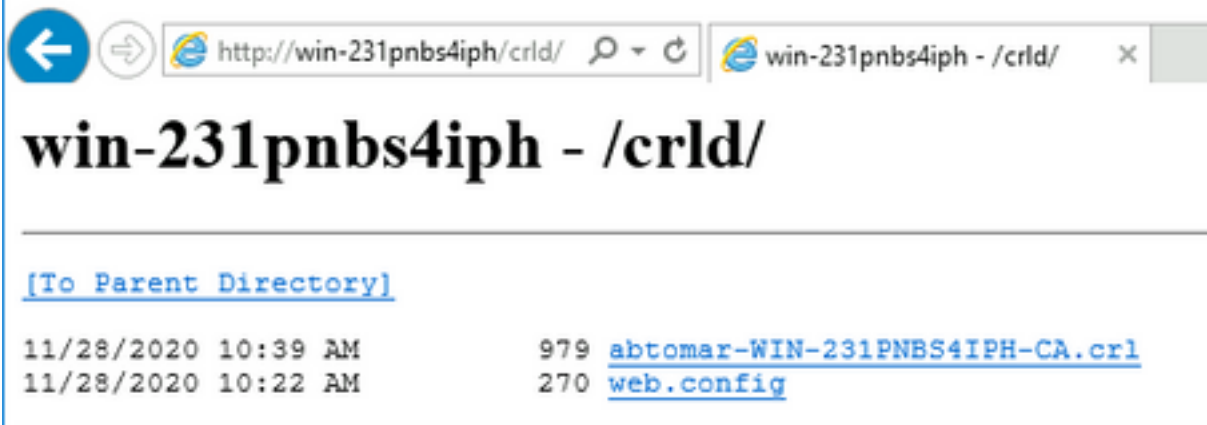 http://win-231pnbs4iph/crld/ win-231pnbs4iph - /crld/
win-231pnbs4iph - /crld/
[To Parent Directory]
11/28/2020 10:39 AM 979 abtomar-WIN-231PNBS4IPH-CA.crl
11/28/2020 10:22 AM 270 web.config